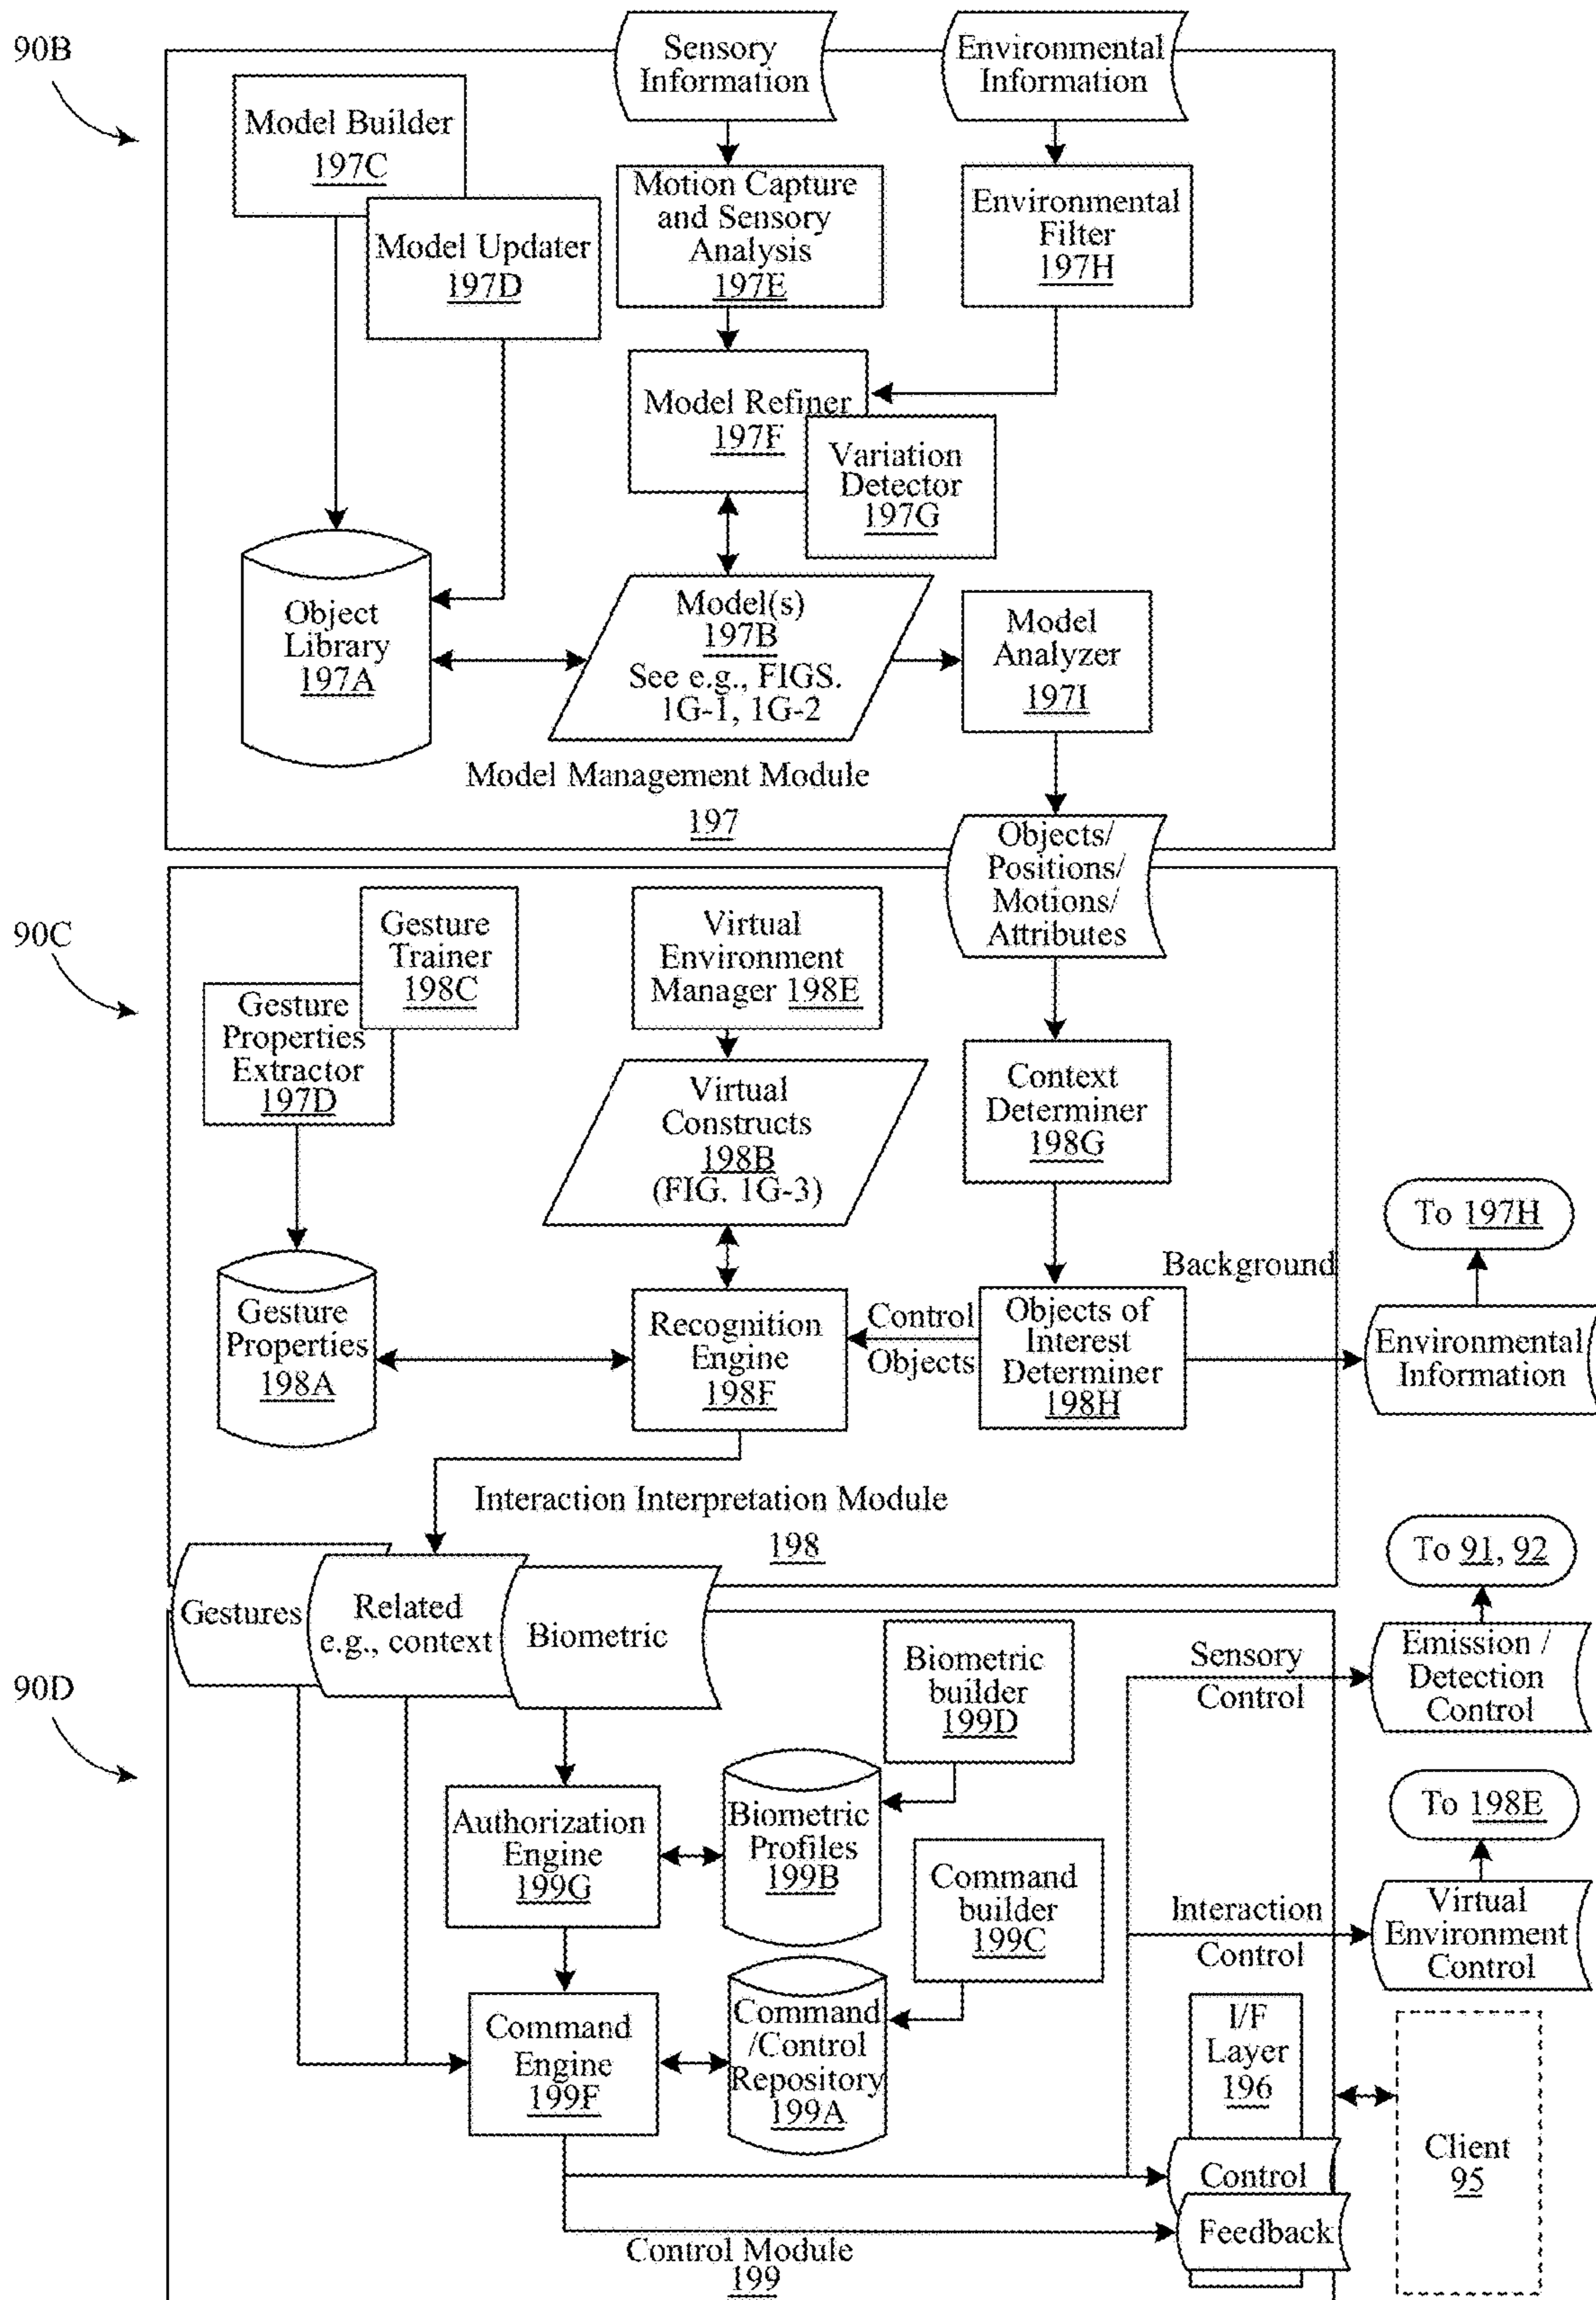 90B
Sensory
Information
Environmental
Information
Model Builder
197C
Model Updater
197D
Motion Capture
and Sensory
Analysis
197E
Environmental
Filter
197H
Model Refiner
197F
Variation
Detector
197G
Object
Library
197A
Model(s)
197B
See e.g., FIGS.
1G-1, 1G-2
Model
Analyzer
197I
Model Management Module
197
Objects/
Positions/
Motions/
Attributes
90C
Gesture
Trainer
198C
Gesture
Properties
Extractor
197D
Virtual
Environment
Manager 198E
Virtual
Constructs
198B
(FIG. 1G-3)
Context
Determiner
198G
To 197H
Background
Gesture
Properties
198A
Recognition
Engine
198F
Control
Objects
Objects of
Interest
Determiner
198H
Environmental
Information
Interaction Interpretation Module
198
To 91, 92
Gestures
Related
e.g., context
Biometric
90D
Biometric
builder
199D
Sensory
Control
Emission /
Detection
Control
To 198E
Authorization
Engine
199G
Biometric
Profiles
199B
Command
builder
199C
Interaction
Control
Virtual
Environment
Control
Command
Engine
199F
Command
/Control
Repository
199A
I/F
Layer
196
Client
95
Control
Feedback
Control Module
199